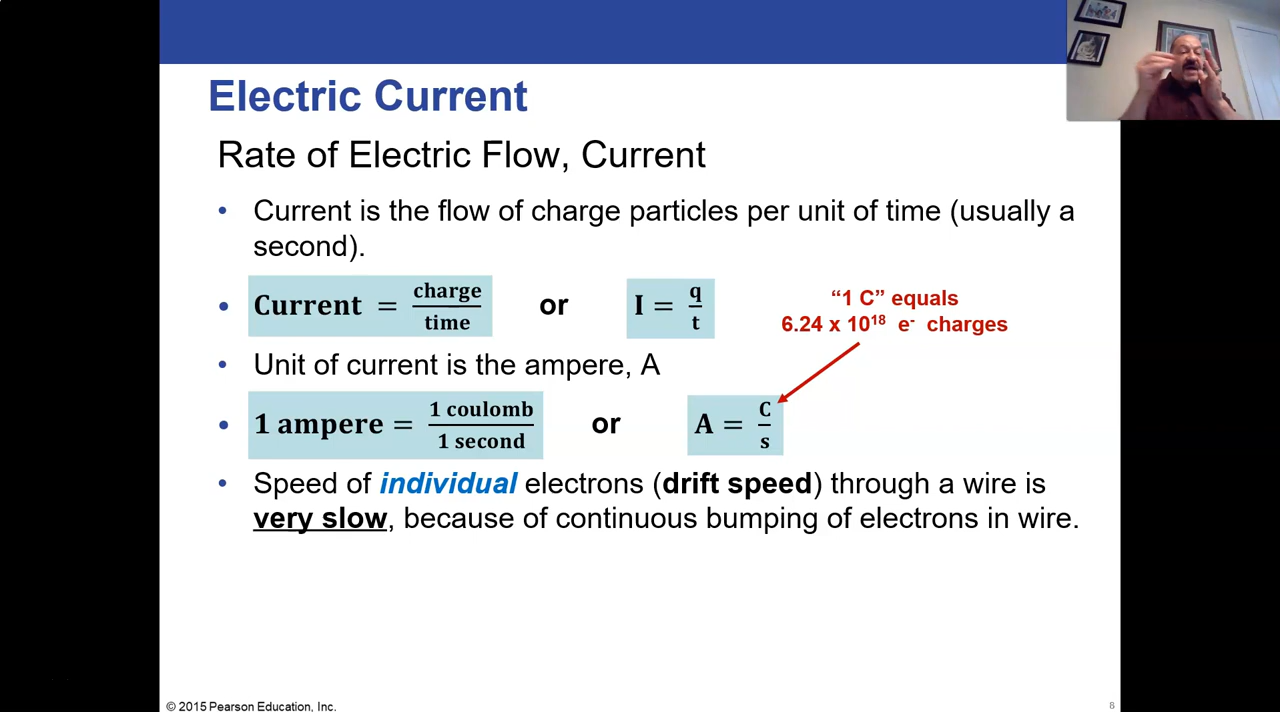 Electric Current
Rate of Electric Flow, Current
• Current is the flow of charge particles per unit of time (usually a
second).
• Current = charge/time or I = q/t
"1 C" equals
6.24 x 10¹⁸ e⁻ charges
• Unit of current is the ampere, A
• 1 ampere = 1 coulomb/1 second or A = C/s
• Speed of individual electrons (drift speed) through a wire is
very slow, because of continuous bumping of electrons in wire.
© 2015 Pearson Education, Inc.
8